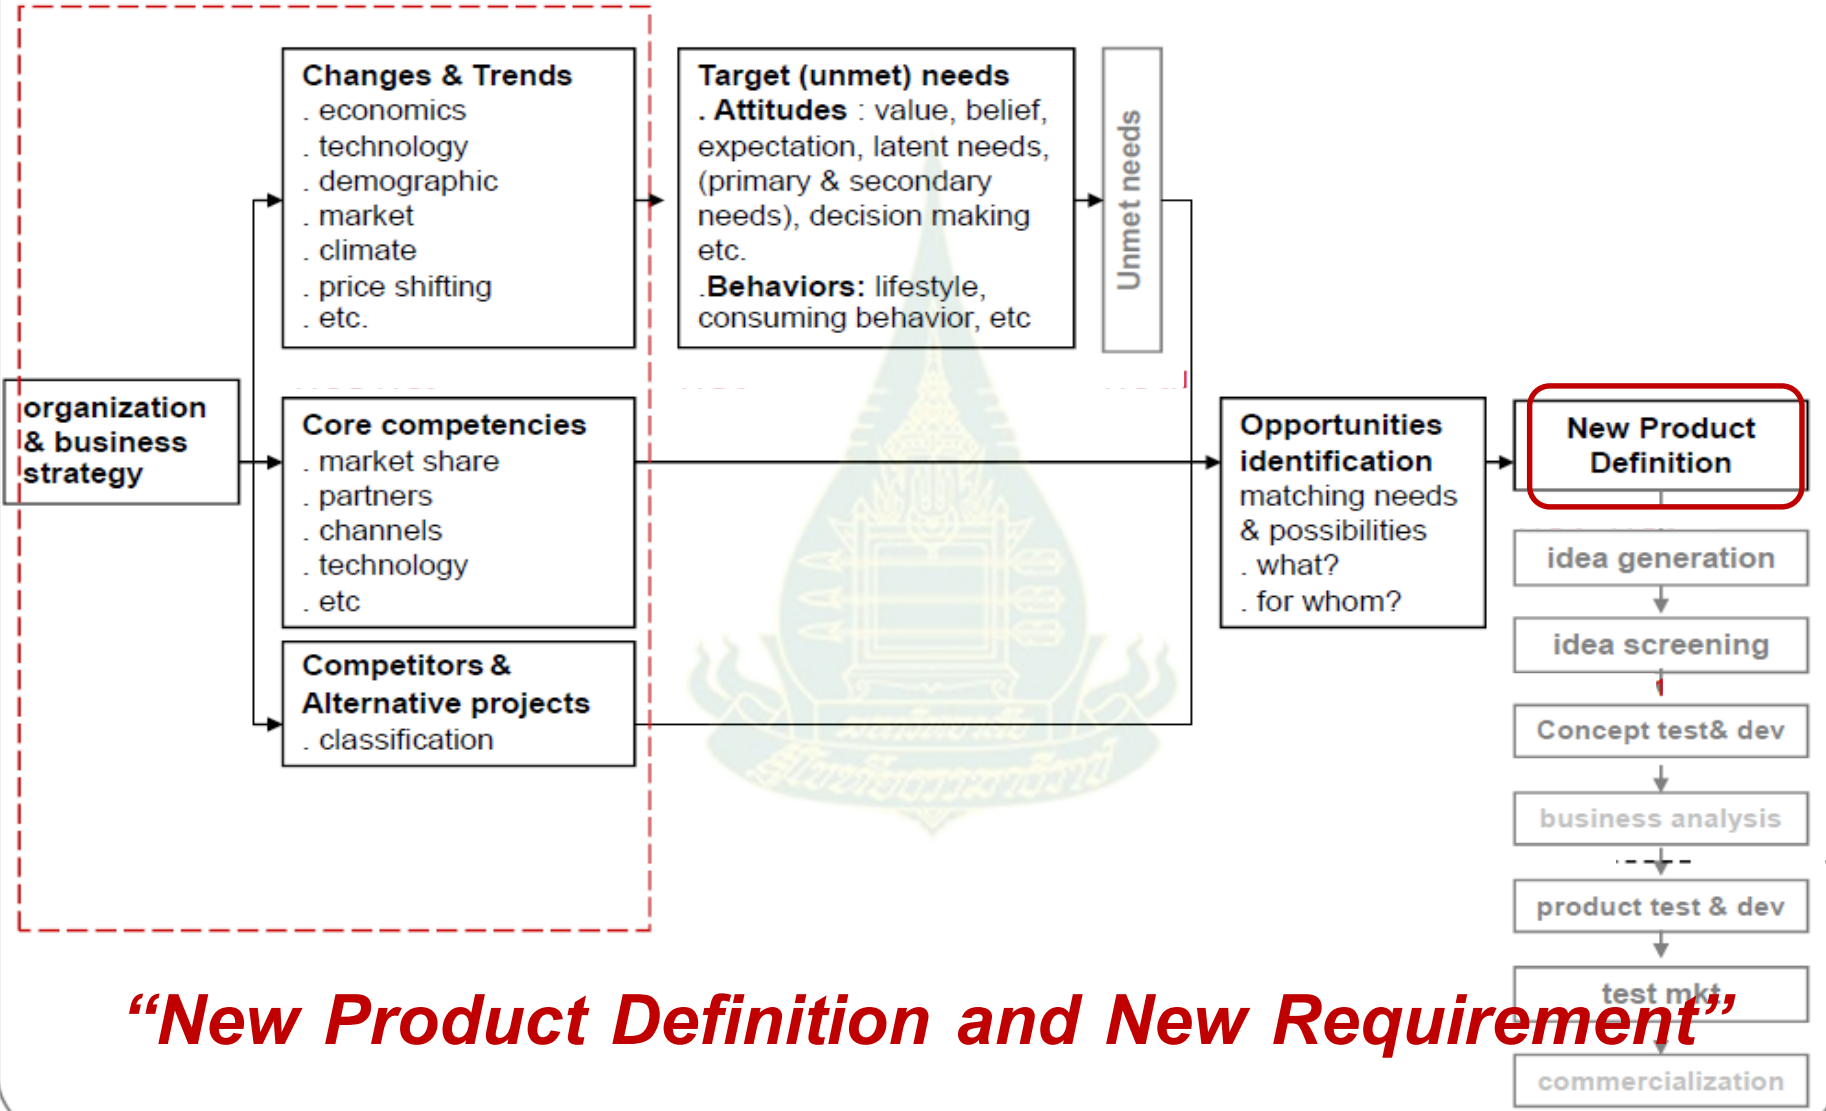 Changes & Trends
. economics
. technology
. demographic
. market
. climate
. price shifting
. etc.
Target (unmet) needs
. Attitudes : value, belief,
expectation, latent needs,
(primary & secondary
needs), decision making
etc.
.Behaviors: lifestyle,
consuming behavior, etc
Unmet needs
organization
& business
strategy
Core competencies
. market share
. partners
. channels
. technology
. etc
Competitors &
Alternative projects
. classification
Opportunities
identification
matching needs
& possibilities
. what?
. for whom?
New Product
Definition
idea generation
idea screening
Concept test& dev
business analysis
product test & dev
test mkt.
commercialization
“New Product Definition and New Requirement”